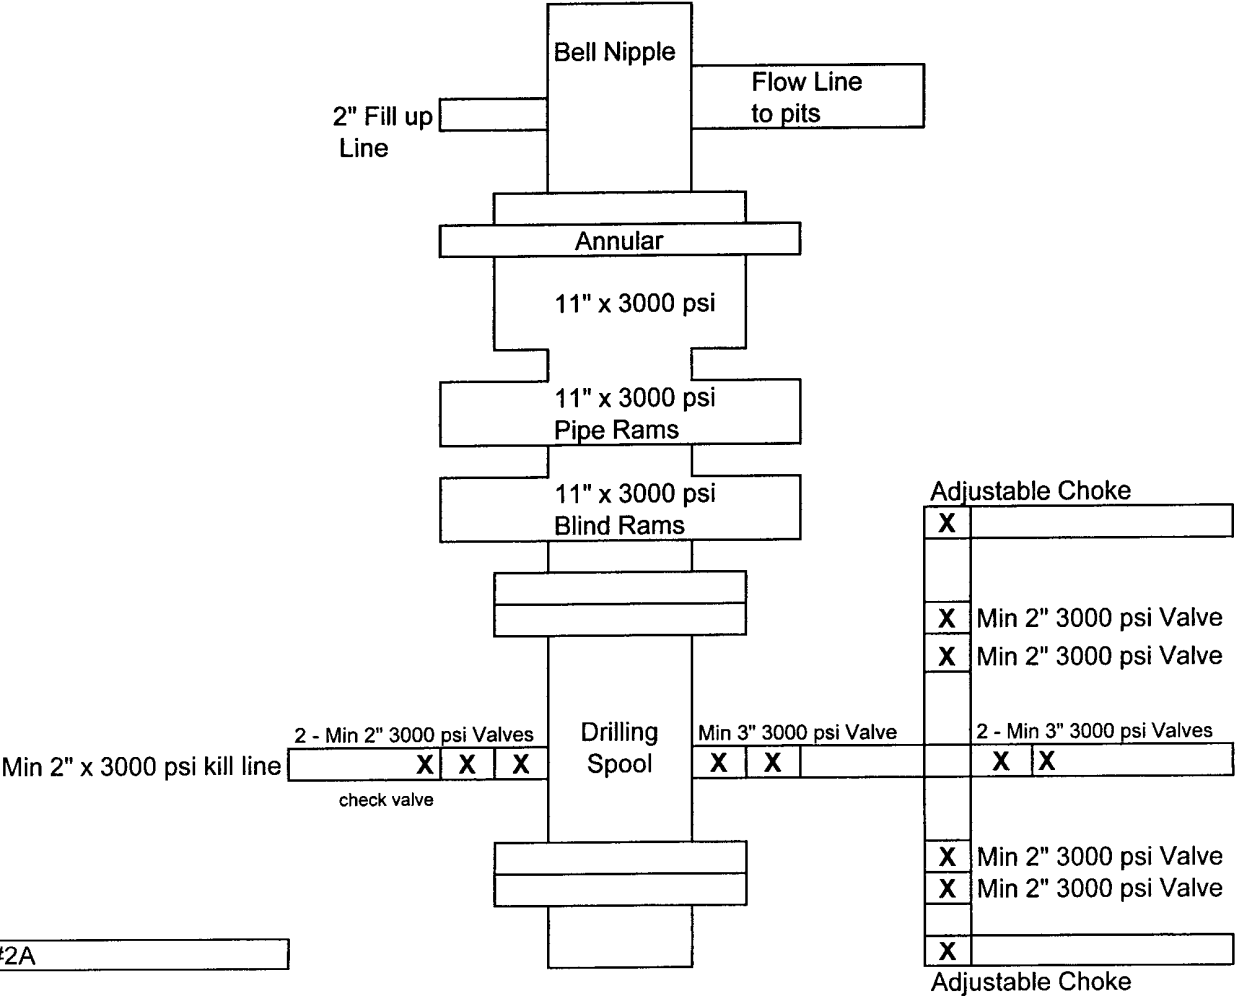 Bell Nipple
Flow Line
to pits
2" Fill up
Line
Annular
11" x 3000 psi
11" x 3000 psi
Pipe Rams
11" x 3000 psi
Blind Rams
Adjustable Choke
X
X Min 2" 3000 psi Valve
X Min 2" 3000 psi Valve
2 - Min 2" 3000 psi Valves
Drilling
Spool
Min 3" 3000 psi Valve
2 - Min 3" 3000 psi Valves
Min 2" x 3000 psi kill line
X X X
X X
X X
check valve
X Min 2" 3000 psi Valve
X Min 2" 3000 psi Valve
#2A
X
Adjustable Choke